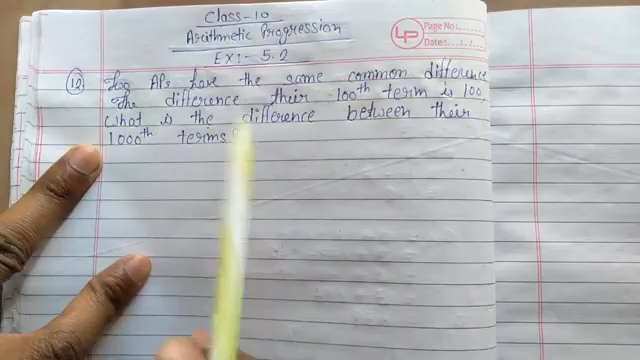 Class-10
Arithmetic Progression
Ex:- 5.2
LP
Page No.:
Date:
(12) Two APs have the same common difference
The difference their 100th term is 100,
What is the difference between their
1000th terms?